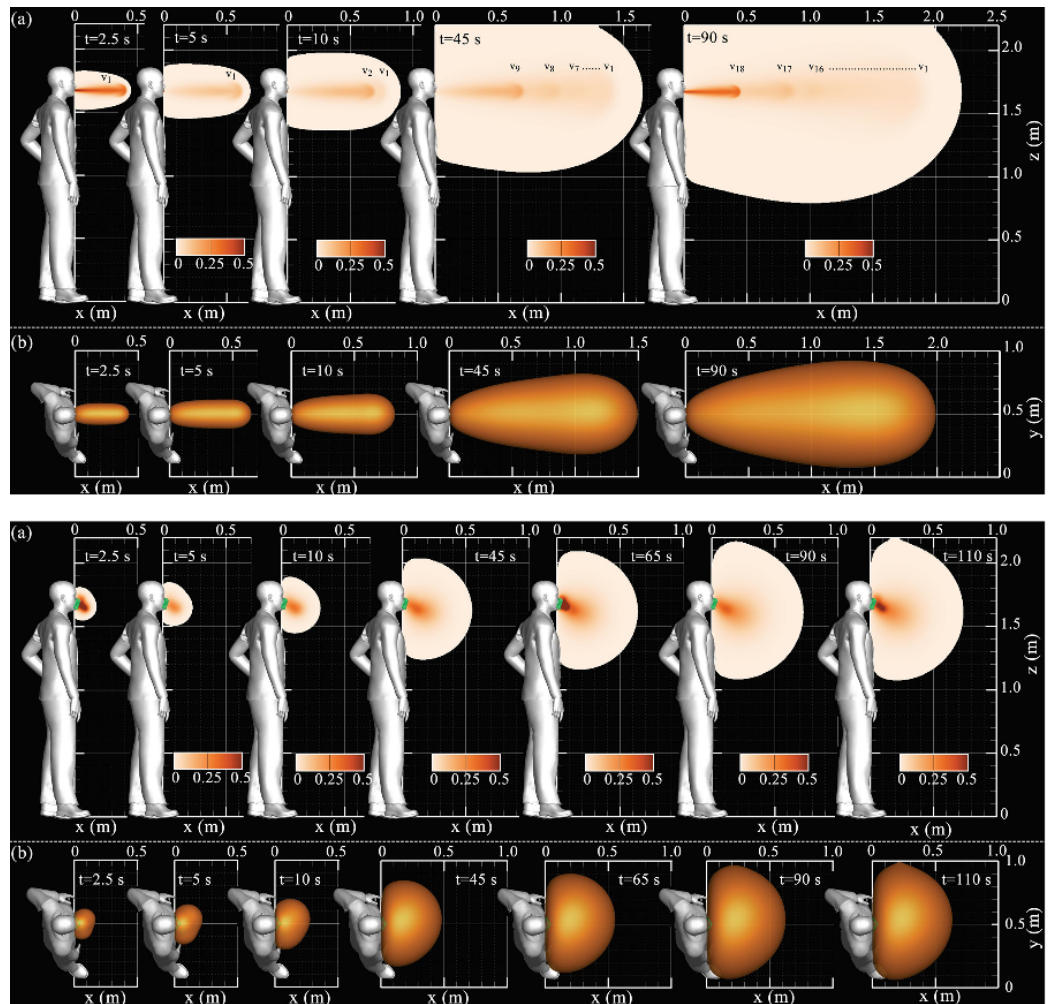 (a)
0 0.5 0 0.5 0 0.5 1.0 0 0.5 1.0 1.5 0 0.5 1.0 1.5 2.0 2.5
t=2.5 s t=5 s t=10 s t=45 s t=90 s 2.0
v1 v1 v2 v1 v9 v8 v7 ...... v1 v18 v17 v16 .................... v1
1.5
z (m)
1.0
0.5
0 0.25 0.5 0 0.25 0.5 0 0.25 0.5 0 0.25 0.5
0
x (m) x (m) x (m) x (m) x (m)
(b)
0 0.5 0 0.5 0 0.5 0 0.5 1.0 1.5 0 0.5 1.0 1.5 2.0
1.0
t=2.5 s t=5 s t=10 s t=45 s t=90 s
0.5
y (m)
0
x (m) x (m) x (m) x (m) x (m)
(a)
0 0.5 0 0.5 0 0.5 0 0.5 1.0 0 0.5 1.0 0 0.5 1.0 0 0.5 1.0
t=2.5 s t=5 s t=10 s t=45 s t=65 s t=90 s t=110 s
2.0
1.5
z (m)
1.0
0.5
0 0.25 0.5 0 0.25 0.5 0 0.25 0.5 0 0.25 0.5 0 0.25 0.5 0 0.25 0.5
0
x (m) x (m) x (m) x (m) x (m) x (m) x (m)
(b)
0 0.5 0 0.5 0 0.5 0 0.5 1.0 0 0.5 1.0 0 0.5 1.0 0 0.5 1.0
1.0
t=2.5 s t=5 s t=10 s t=45 s t=65 s t=90 s t=110 s
0.5
y (m)
0
x (m) x (m) x (m) x (m) x (m) x (m) x (m)